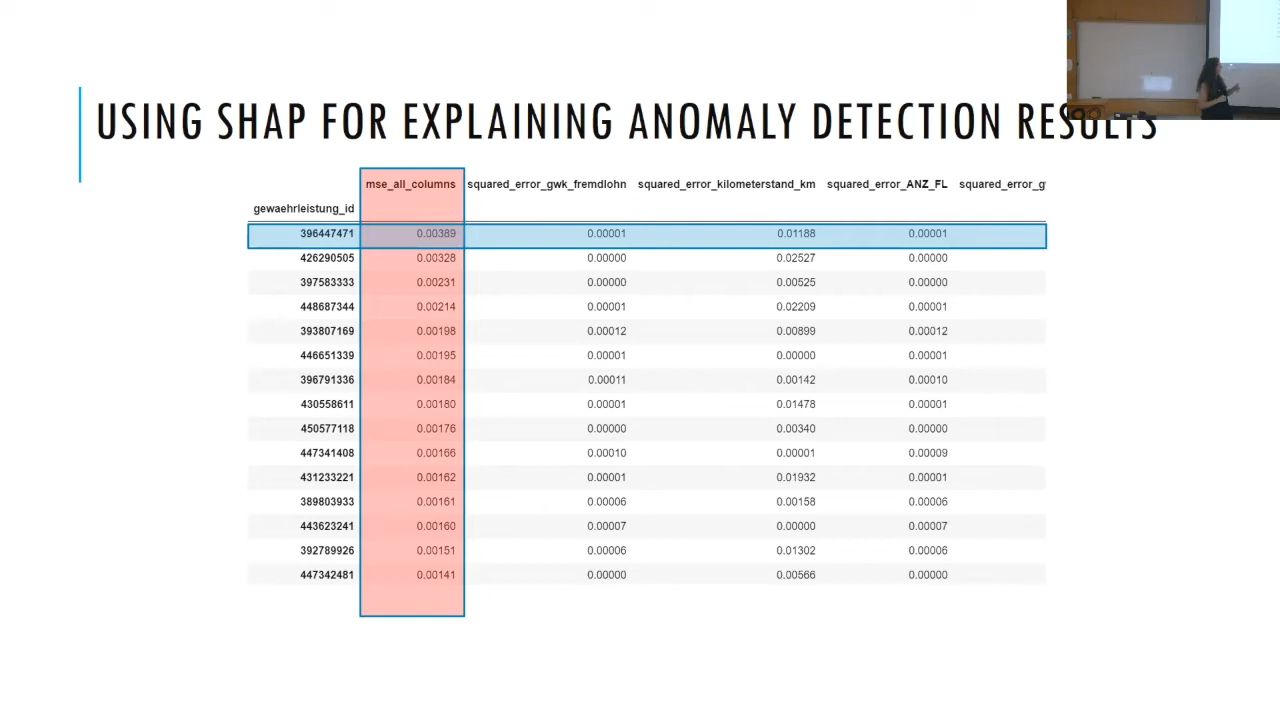 USING SHAP FOR EXPLAINING ANOMALY DETECTION RESULTS
mse_all_columns squared_error_gwk_fremdlohn squared_error_kilometerstand_km squared_error_ANZ_FL squared_error_g
gewaehrleistung_id
396447471 0.00389 0.00001 0.01188 0.00001
426290505 0.00328 0.00000 0.02527 0.00000
397583333 0.00231 0.00000 0.00525 0.00000
448687344 0.00214 0.00001 0.02209 0.00001
393807169 0.00198 0.00012 0.00899 0.00012
446651339 0.00195 0.00001 0.00000 0.00001
396791336 0.00184 0.00011 0.00142 0.00010
430558611 0.00180 0.00001 0.01478 0.00001
450577118 0.00176 0.00000 0.00340 0.00000
447341408 0.00166 0.00010 0.00001 0.00009
431233221 0.00162 0.00001 0.01932 0.00001
389803933 0.00161 0.00006 0.00158 0.00006
443623241 0.00160 0.00007 0.00000 0.00007
392789926 0.00151 0.00006 0.01302 0.00006
447342481 0.00141 0.00000 0.00566 0.00000